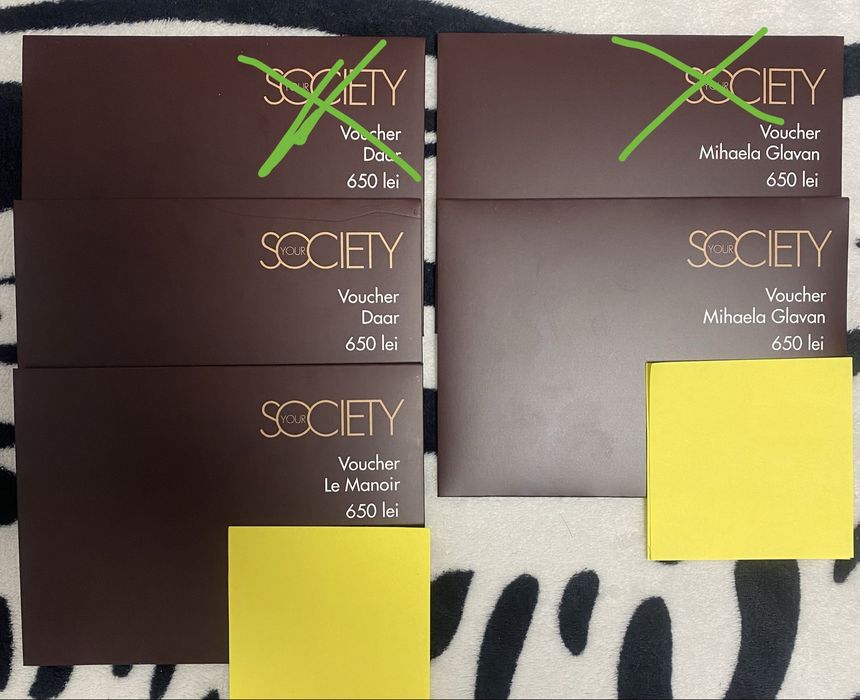 YOUR SOCIETY
Voucher
Daar
650 lei
YOUR SOCIETY
Voucher
Daar
650 lei
YOUR SOCIETY
Voucher
Le Manoir
650 lei
YOUR SOCIETY
Voucher
Mihaela Glavan
650 lei
YOUR SOCIETY
Voucher
Mihaela Glavan
650 lei